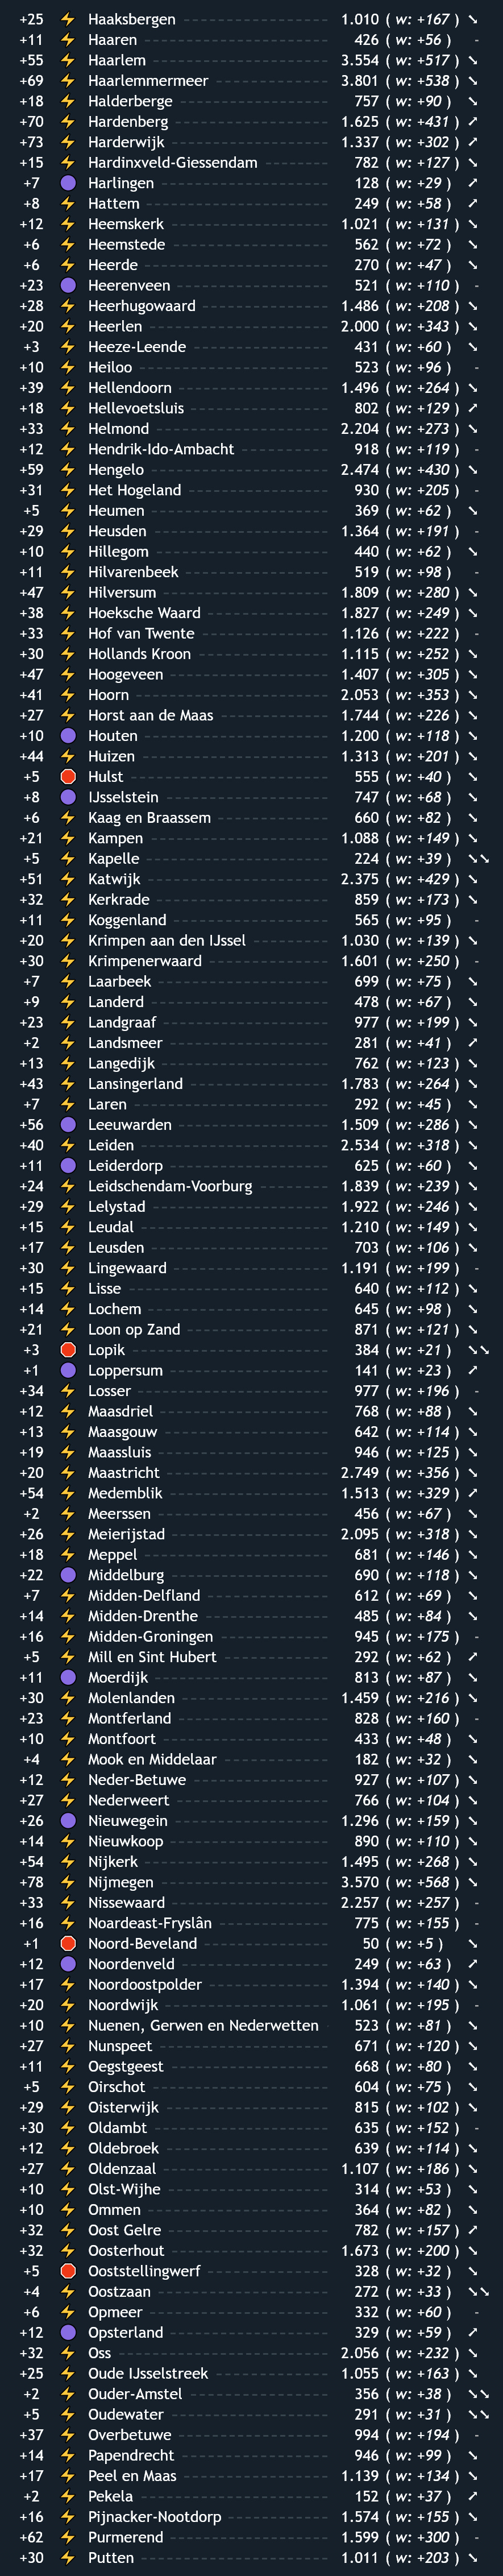 +25 Haaksbergen 1.010 ( w: +167 )
+11 Haaren 426 ( w: +56 ) -
+55 Haarlem 3.554 ( w: +517 )
+69 Haarlemmermeer 3.801 ( w: +538 )
+18 Halderberge 757 ( w: +90 )
+70 Hardenberg 1.625 ( w: +431 )
+73 Harderwijk 1.337 ( w: +302 )
+15 Hardinxveld-Giessendam 782 ( w: +127 )
+7 Harlingen 128 ( w: +29 )
+8 Hattem 249 ( w: +58 )
+12 Heemskerk 1.021 ( w: +131 )
+6 Heemstede 562 ( w: +72 )
+6 Heerde 270 ( w: +47 )
+23 Heerenveen 521 ( w: +110 ) -
+28 Heerhugowaard 1.486 ( w: +208 )
+20 Heerlen 2.000 ( w: +343 )
+3 Heeze-Leende 431 ( w: +60 )
+10 Heiloo 523 ( w: +96 ) -
+39 Hellendoorn 1.496 ( w: +264 )
+18 Hellevoetsluis 802 ( w: +129 )
+33 Helmond 2.204 ( w: +273 )
+12 Hendrik-Ido-Ambacht 918 ( w: +119 ) -
+59 Hengelo 2.474 ( w: +430 )
+31 Het Hogeland 930 ( w: +205 ) -
+5 Heumen 369 ( w: +62 )
+29 Heusden 1.364 ( w: +191 ) -
+10 Hillegom 440 ( w: +62 )
+11 Hilvarenbeek 519 ( w: +98 ) -
+47 Hilversum 1.809 ( w: +280 )
+38 Hoeksche Waard 1.827 ( w: +249 )
+33 Hof van Twente 1.126 ( w: +222 ) -
+30 Hollands Kroon 1.115 ( w: +252 )
+47 Hoogeveen 1.407 ( w: +305 )
+41 Hoorn 2.053 ( w: +353 )
+27 Horst aan de Maas 1.744 ( w: +226 )
+10 Houten 1.200 ( w: +118 )
+44 Huizen 1.313 ( w: +201 )
+5 Hulst 555 ( w: +40 )
+8 IJsselstein 747 ( w: +68 )
+6 Kaag en Braassem 660 ( w: +82 )
+21 Kampen 1.088 ( w: +149 )
+5 Kapelle 224 ( w: +39 )
+51 Katwijk 2.375 ( w: +429 )
+32 Kerkrade 859 ( w: +173 )
+11 Koggenland 565 ( w: +95 ) -
+20 Krimpen aan den IJssel 1.030 ( w: +139 )
+30 Krimpenerwaard 1.601 ( w: +250 ) -
+7 Laarbeek 699 ( w: +75 )
+9 Landerd 478 ( w: +67 )
+23 Landgraaf 977 ( w: +199 )
+2 Landsmeer 281 ( w: +41 )
+13 Langedijk 762 ( w: +123 )
+43 Lansingerland 1.783 ( w: +264 )
+7 Laren 292 ( w: +45 )
+56 Leeuwarden 1.509 ( w: +286 )
+40 Leiden 2.534 ( w: +318 )
+11 Leiderdorp 625 ( w: +60 )
+24 Leidschendam-Voorburg 1.839 ( w: +239 )
+29 Lelystad 1.922 ( w: +246 )
+15 Leudal 1.210 ( w: +149 )
+17 Leusden 703 ( w: +106 )
+30 Lingewaard 1.191 ( w: +199 ) -
+15 Lisse 640 ( w: +112 )
+14 Lochem 645 ( w: +98 )
+21 Loon op Zand 871 ( w: +121 )
+3 Lopik 384 ( w: +21 )
+1 Loppersum 141 ( w: +23 )
+34 Losser 977 ( w: +196 ) -
+12 Maasdriel 768 ( w: +88 )
+13 Maasgouw 642 ( w: +114 )
+19 Maassluis 946 ( w: +125 )
+20 Maastricht 2.749 ( w: +356 )
+54 Medemblik 1.513 ( w: +329 )
+2 Meerssen 456 ( w: +67 )
+26 Meierijstad 2.095 ( w: +318 )
+18 Meppel 681 ( w: +146 )
+22 Middelburg 690 ( w: +118 )
+7 Midden-Delfland 612 ( w: +69 )
+14 Midden-Drenthe 485 ( w: +84 )
+16 Midden-Groningen 945 ( w: +175 ) -
+5 Mill en Sint Hubert 292 ( w: +62 )
+11 Moerdijk 813 ( w: +87 )
+30 Molenlanden 1.459 ( w: +216 )
+23 Montferland 828 ( w: +160 ) -
+10 Montfoort 433 ( w: +48 )
+4 Mook en Middelaar 182 ( w: +32 )
+12 Neder-Betuwe 927 ( w: +107 )
+27 Nederweert 766 ( w: +104 )
+26 Nieuwegein 1.296 ( w: +159 )
+14 Nieuwkoop 890 ( w: +110 )
+54 Nijkerk 1.495 ( w: +268 )
+78 Nijmegen 3.570 ( w: +568 )
+33 Nissewaard 2.257 ( w: +257 ) -
+16 Noardeast-Fryslân 775 ( w: +155 ) -
+1 Noord-Beveland 50 ( w: +5 )
+12 Noordenveld 249 ( w: +63 )
+17 Noordoostpolder 1.394 ( w: +140 )
+20 Noordwijk 1.061 ( w: +195 ) -
+10 Nuenen, Gerwen en Nederwetten 523 ( w: +81 )
+27 Nunspeet 671 ( w: +120 )
+11 Oegstgeest 668 ( w: +80 )
+5 Oirschot 604 ( w: +75 )
+29 Oisterwijk 815 ( w: +102 )
+30 Oldambt 635 ( w: +152 ) -
+12 Oldebroek 639 ( w: +114 )
+27 Oldenzaal 1.107 ( w: +186 )
+10 Olst-Wijhe 314 ( w: +53 )
+10 Ommen 364 ( w: +82 )
+32 Oost Gelre 782 ( w: +157 )
+32 Oosterhout 1.673 ( w: +200 )
+5 Ooststellingwerf 328 ( w: +32 )
+4 Oostzaan 272 ( w: +33 )
+6 Opmeer 332 ( w: +60 ) -
+12 Opsterland 329 ( w: +59 )
+32 Oss 2.056 ( w: +232 )
+25 Oude IJsselstreek 1.055 ( w: +163 )
+2 Ouder-Amstel 356 ( w: +38 )
+5 Oudewater 291 ( w: +31 )
+37 Overbetuwe 994 ( w: +194 ) -
+14 Papendrecht 946 ( w: +99 )
+17 Peel en Maas 1.139 ( w: +134 )
+2 Pekela 152 ( w: +37 )
+16 Pijnacker-Nootdorp 1.574 ( w: +155 )
+62 Purmerend 1.599 ( w: +300 ) -
+30 Putten 1.011 ( w: +203 )